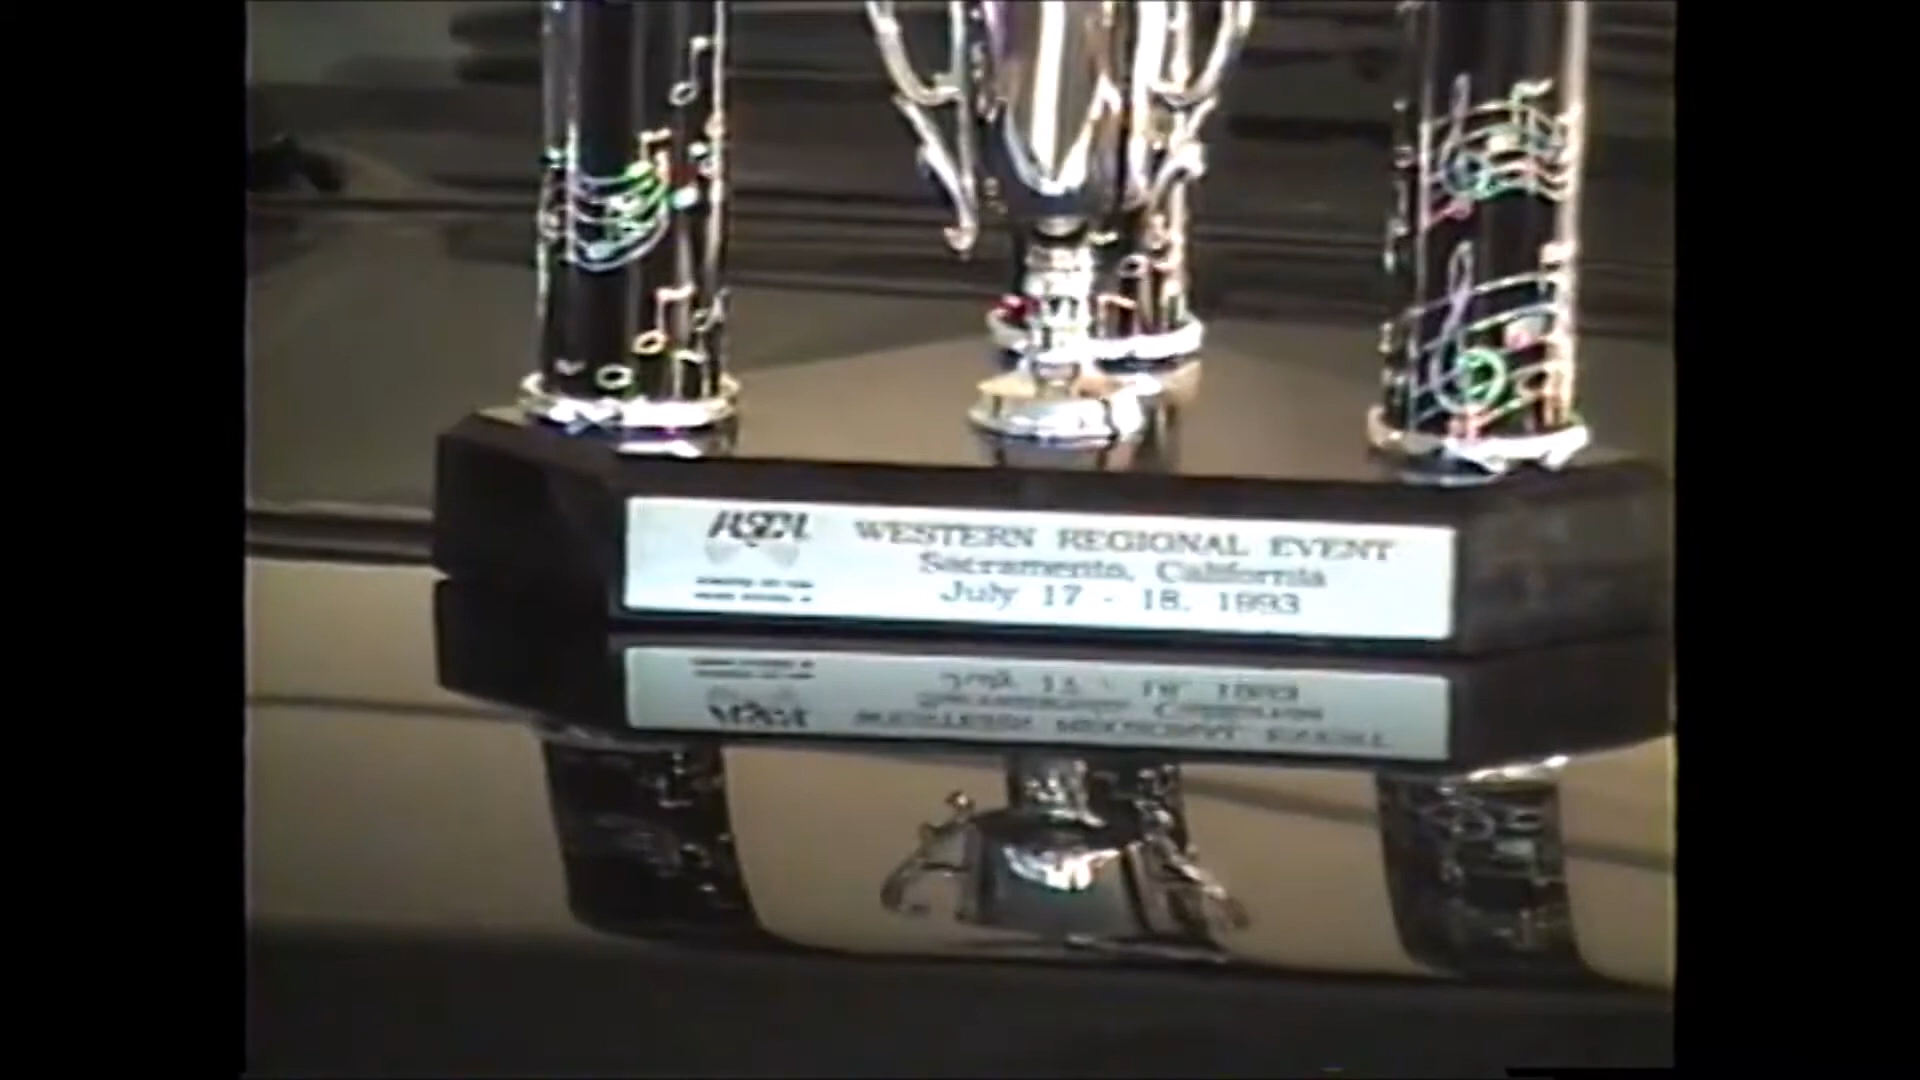 WESTERN REGIONAL EVENT
Sacramento, California
July 17 - 18, 1993